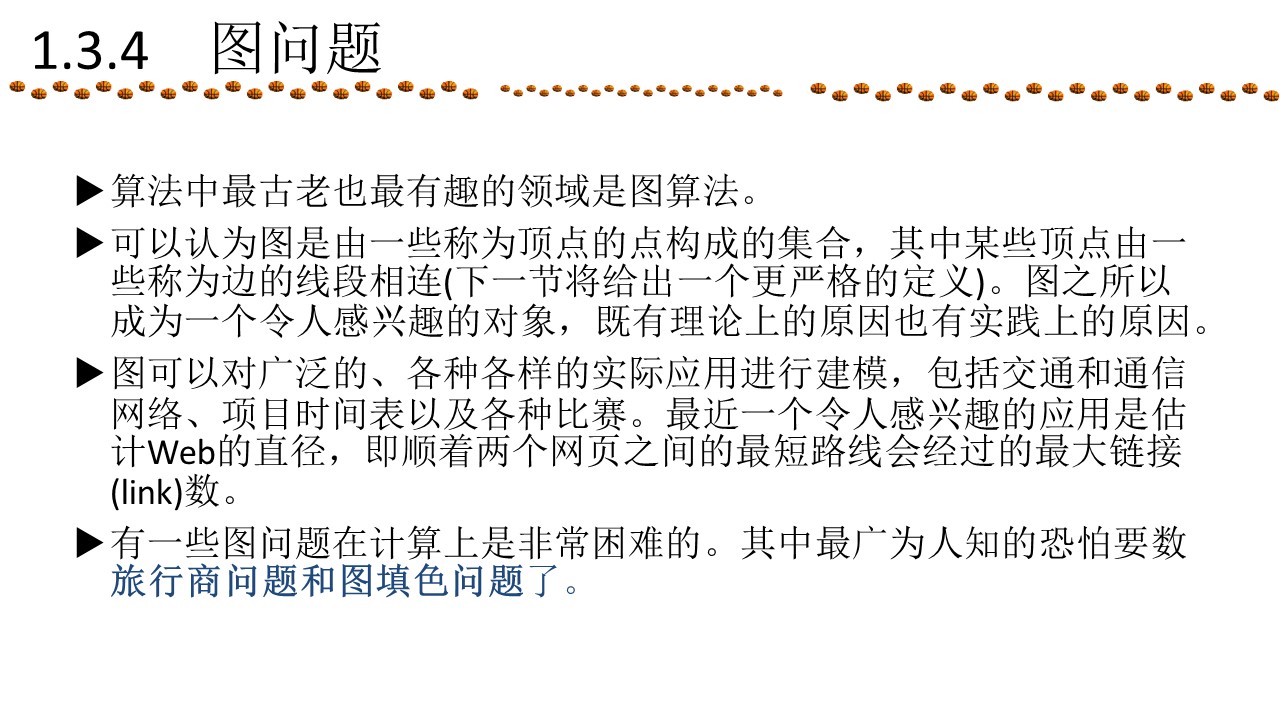 1.3.4 图问题
▶算法中最古老也最有趣的领域是图算法。
▶可以认为图是由一些称为顶点的点构成的集合，其中某些顶点由一
些称为边的线段相连(下一节将给出一个更严格的定义)。图之所以
成为一个令人感兴趣的对象，既有理论上的原因也有实践上的原因。
▶图可以对广泛的、各种各样的实际应用进行建模，包括交通和通信
网络、项目时间表以及各种比赛。最近一个令人感兴趣的应用是估
计Web的直径，即顺着两个网页之间的最短路线会经过的最大链接
(link)数。
▶有一些图问题在计算上是非常困难的。其中最广为人知的恐怕要数
旅行商问题和图填色问题了。